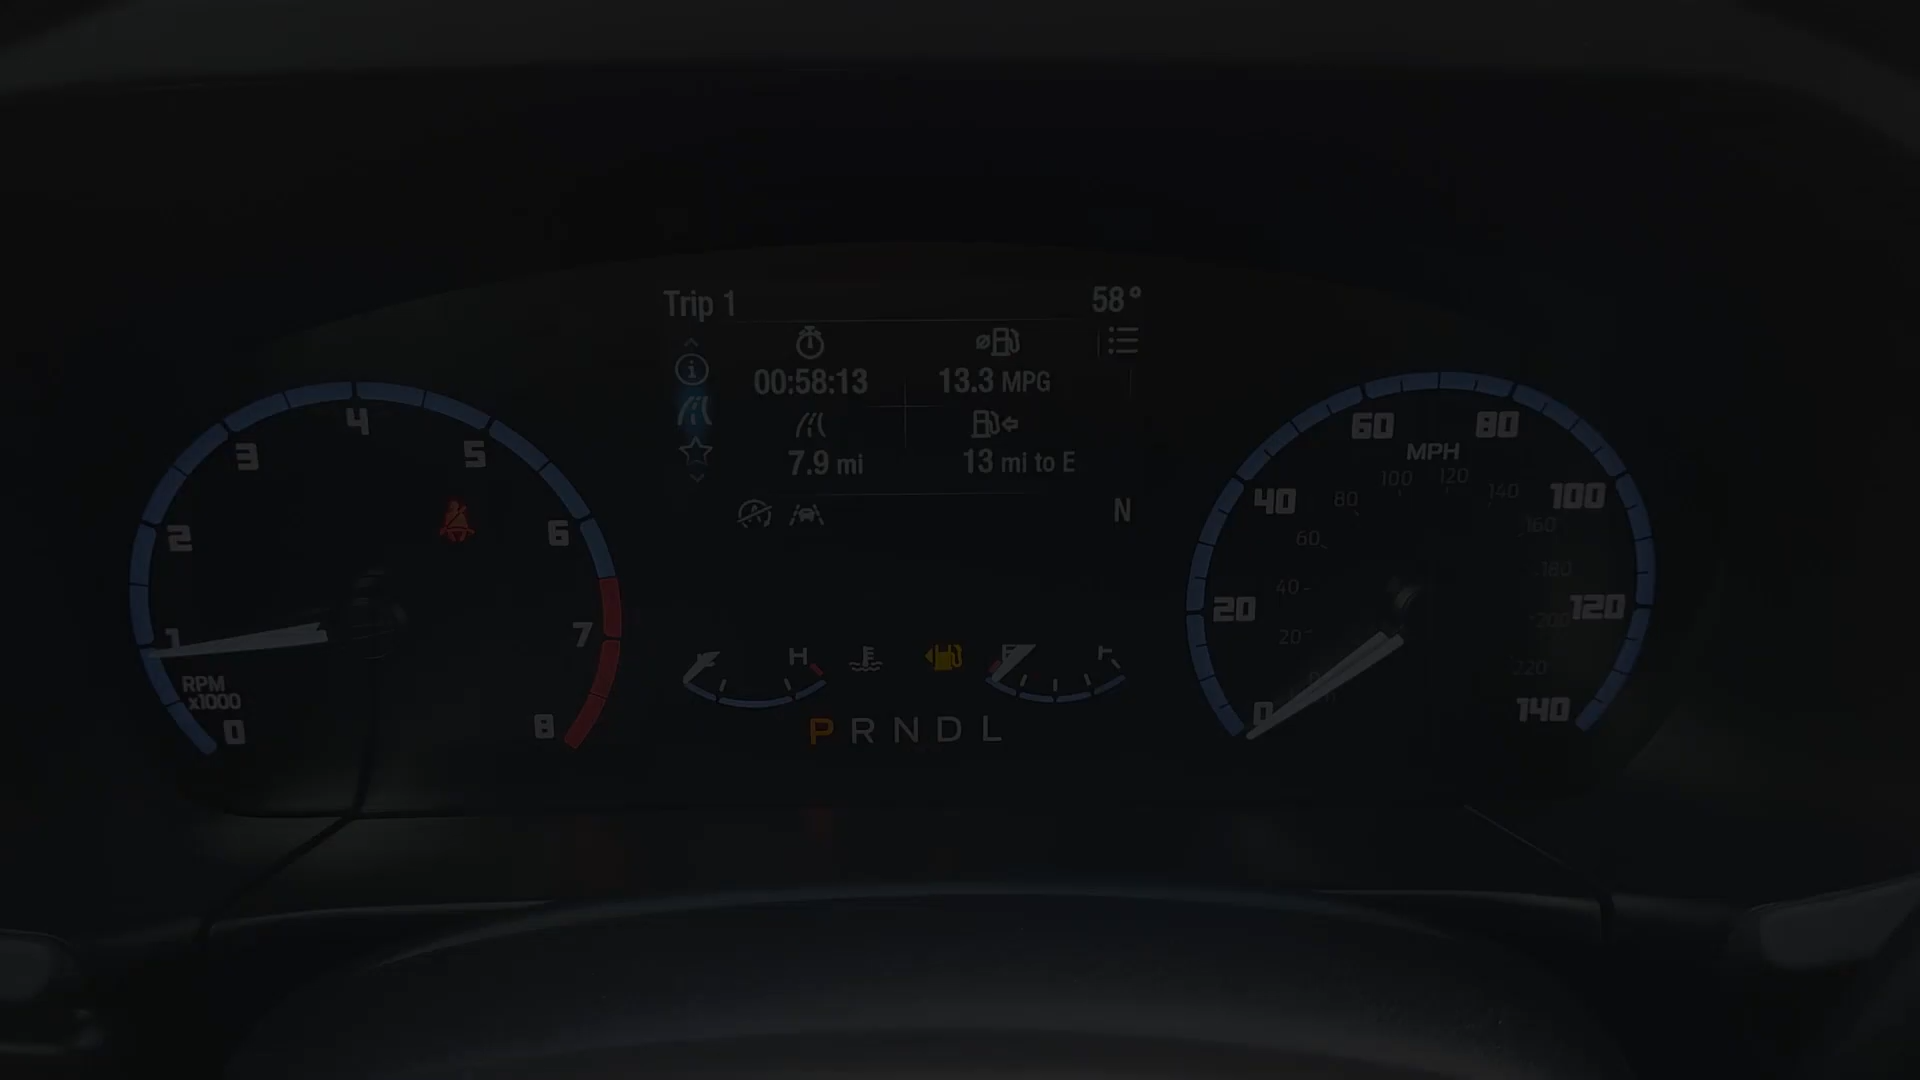 Trip 1 58°
00:58:13 13.3 MPG
7.9 mi 13 mi to E
N
0 1 2 3 4 5 6 7 8
RPM
x1000
H
E F
P R N D L
0 20 40 60 80 100 120 140
MPH
20 40 60 80 100 120 140 160 180 200 220